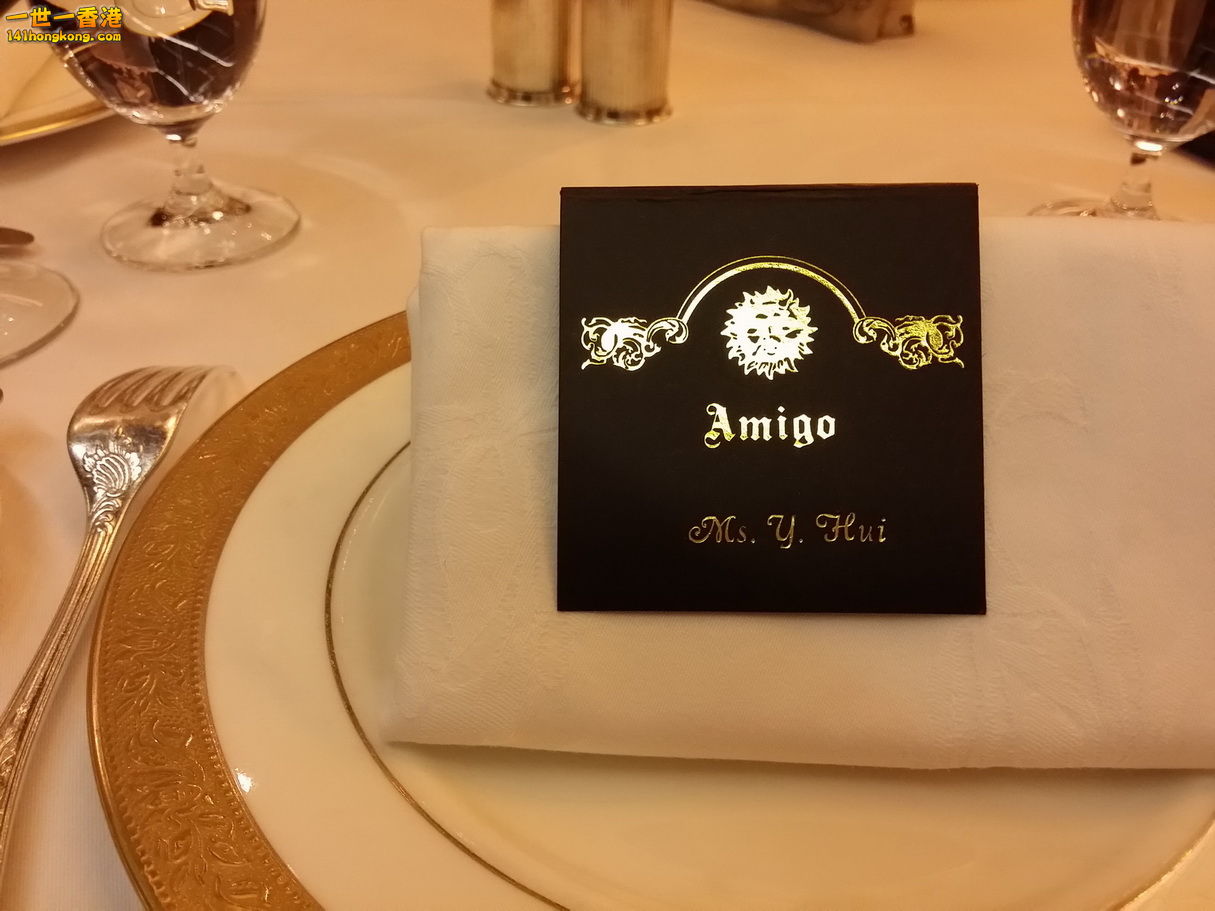 一世一香港
141hongkong.com
Amigo
Ms. Y. Hui